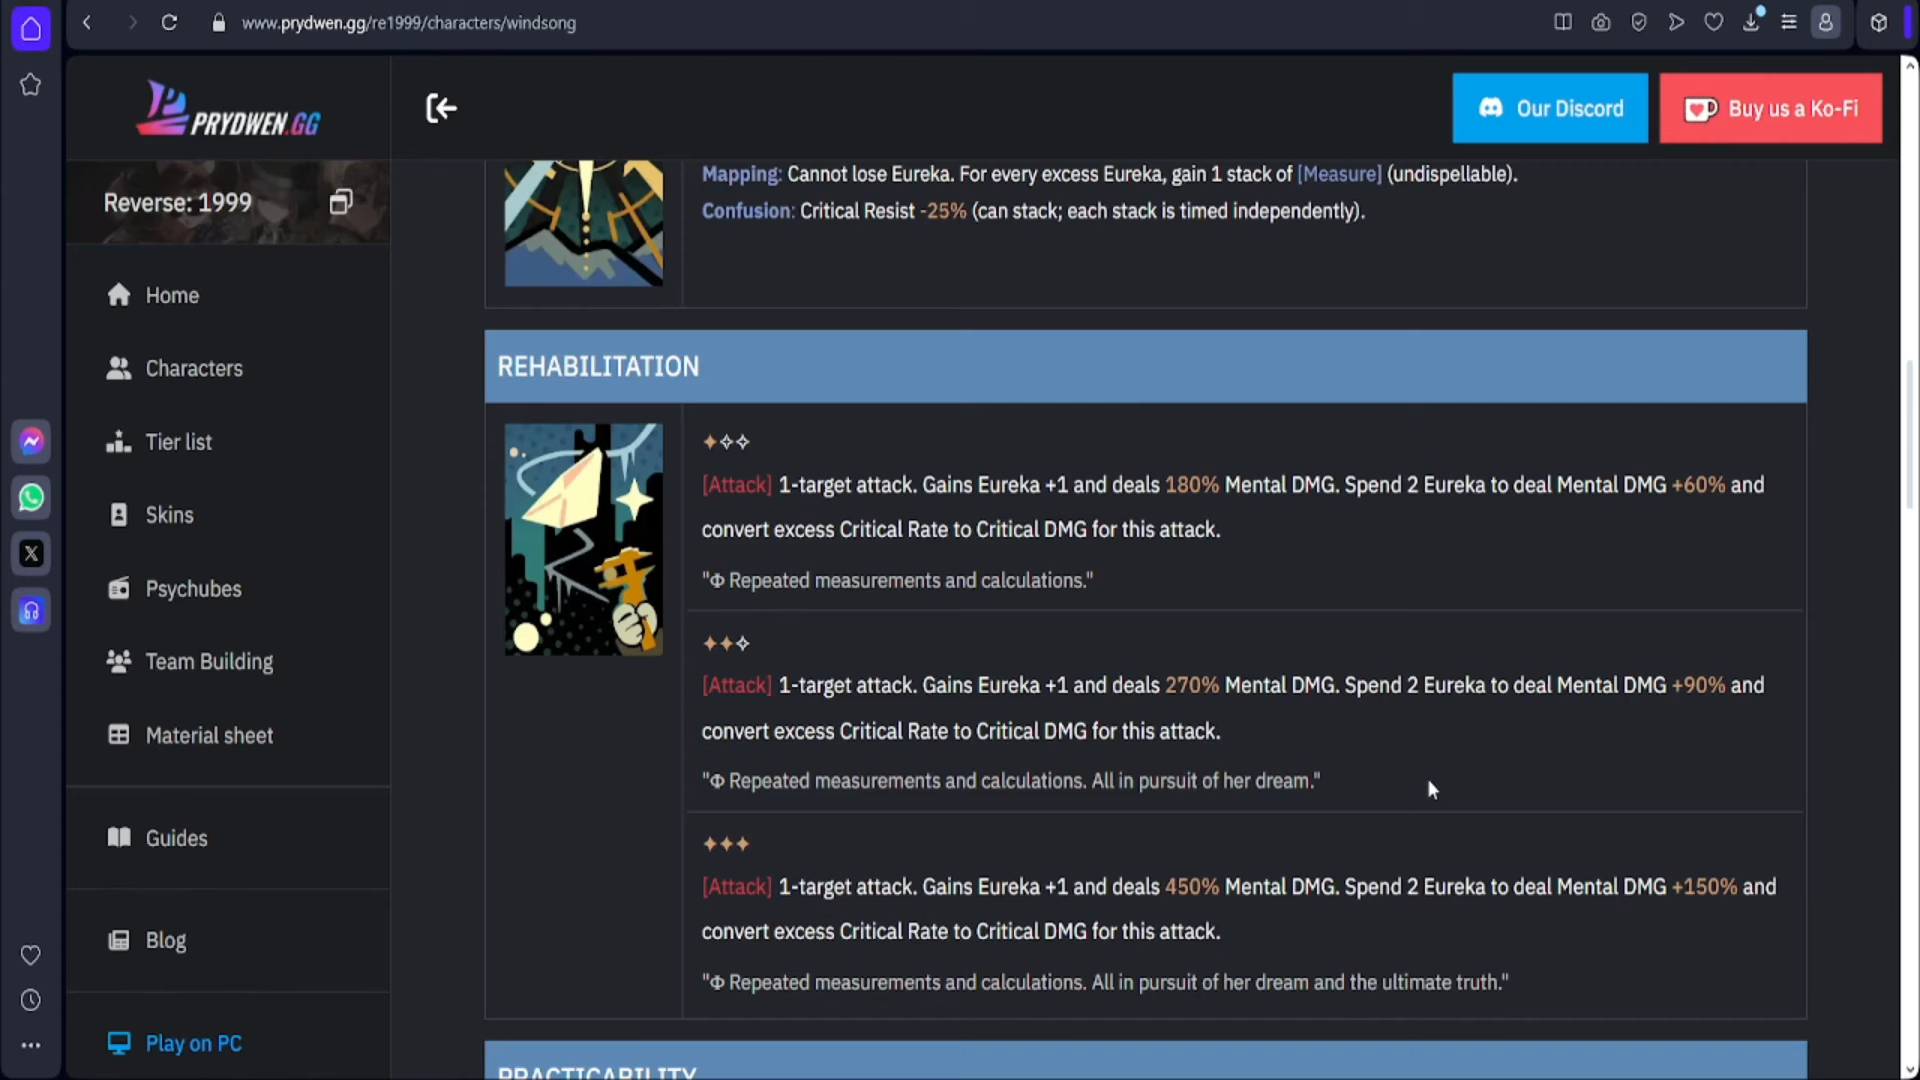 www.prydwen.gg/re1999/characters/windsong
PRYDWEN.GG
Our Discord
Buy us a Ko-Fi
Reverse: 1999
Home
Characters
Tier list
Skins
Psychubes
Team Building
Material sheet
Guides
Blog
Play on PC
Mapping: Cannot lose Eureka. For every excess Eureka, gain 1 stack of [Measure] (undispellable).
Confusion: Critical Resist -25% (can stack; each stack is timed independently).
REHABILITATION
[Attack] 1-target attack. Gains Eureka +1 and deals 180% Mental DMG. Spend 2 Eureka to deal Mental DMG +60% and
convert excess Critical Rate to Critical DMG for this attack.
"Φ Repeated measurements and calculations."
[Attack] 1-target attack. Gains Eureka +1 and deals 270% Mental DMG. Spend 2 Eureka to deal Mental DMG +90% and
convert excess Critical Rate to Critical DMG for this attack.
"Φ Repeated measurements and calculations. All in pursuit of her dream."
[Attack] 1-target attack. Gains Eureka +1 and deals 450% Mental DMG. Spend 2 Eureka to deal Mental DMG +150% and
convert excess Critical Rate to Critical DMG for this attack.
"Φ Repeated measurements and calculations. All in pursuit of her dream and the ultimate truth."
PRACTICABILITY